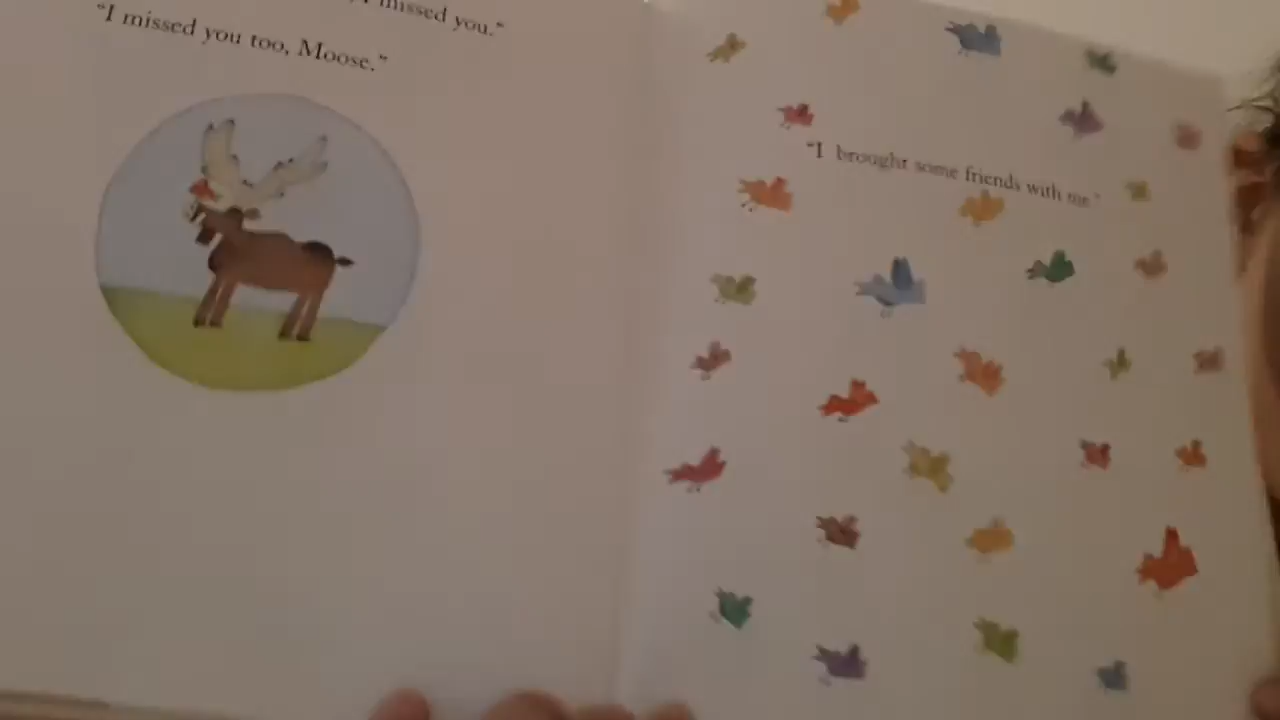 missed you."
"I missed you too, Moose."
"I brought some friends with me"